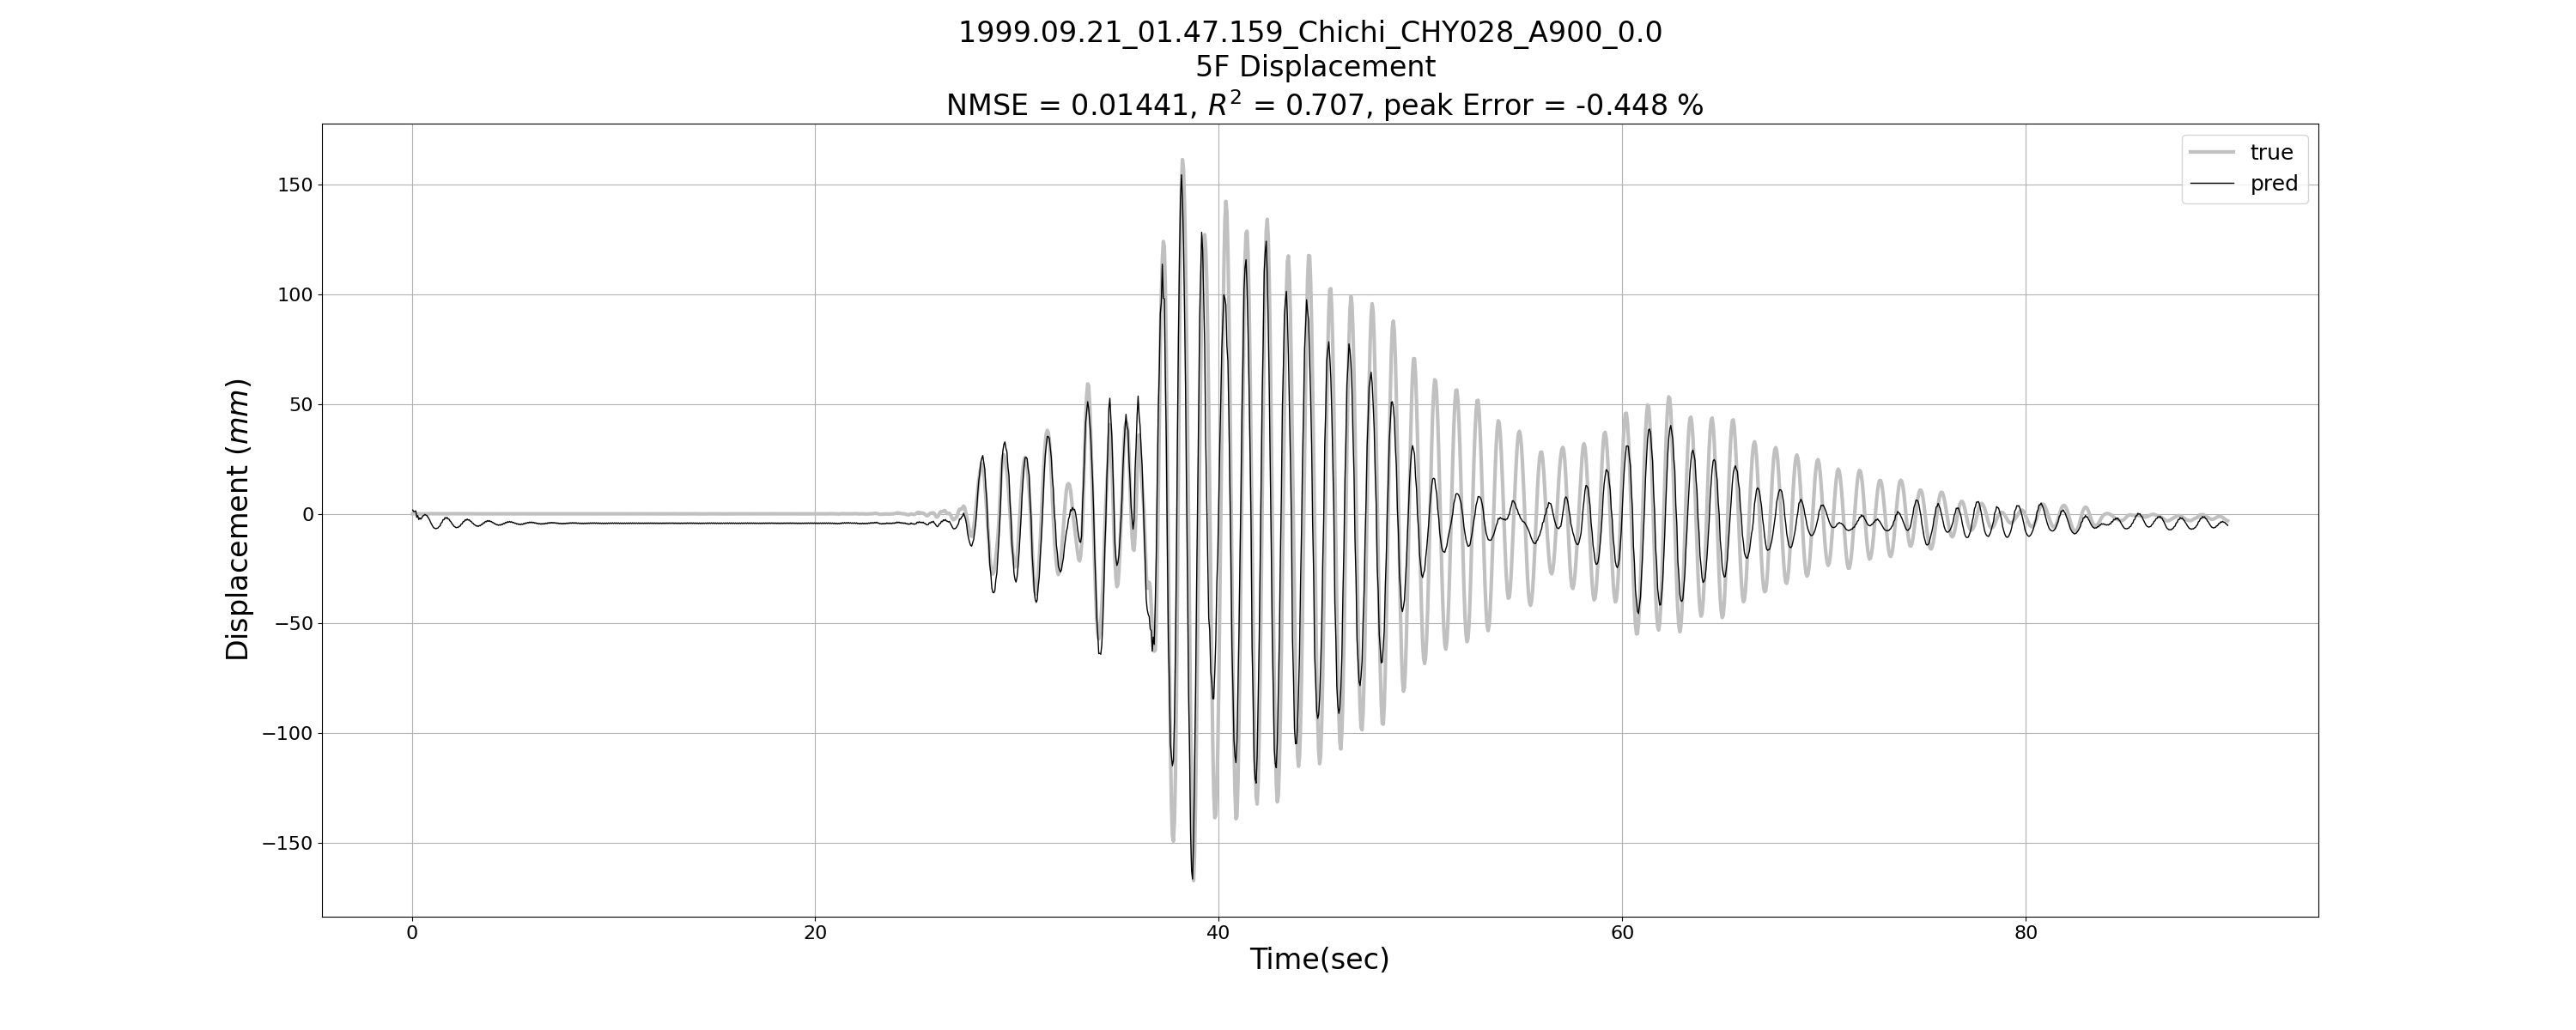 1999.09.21_01.47.159_Chichi_CHY028_A900_0.0
5F Displacement
NMSE = 0.01441, R² = 0.707, peak Error = -0.448 %
true
pred
150
100
50
0
−50
−100
−150
Displacement (mm)
0 20 40 60 80
Time(sec)